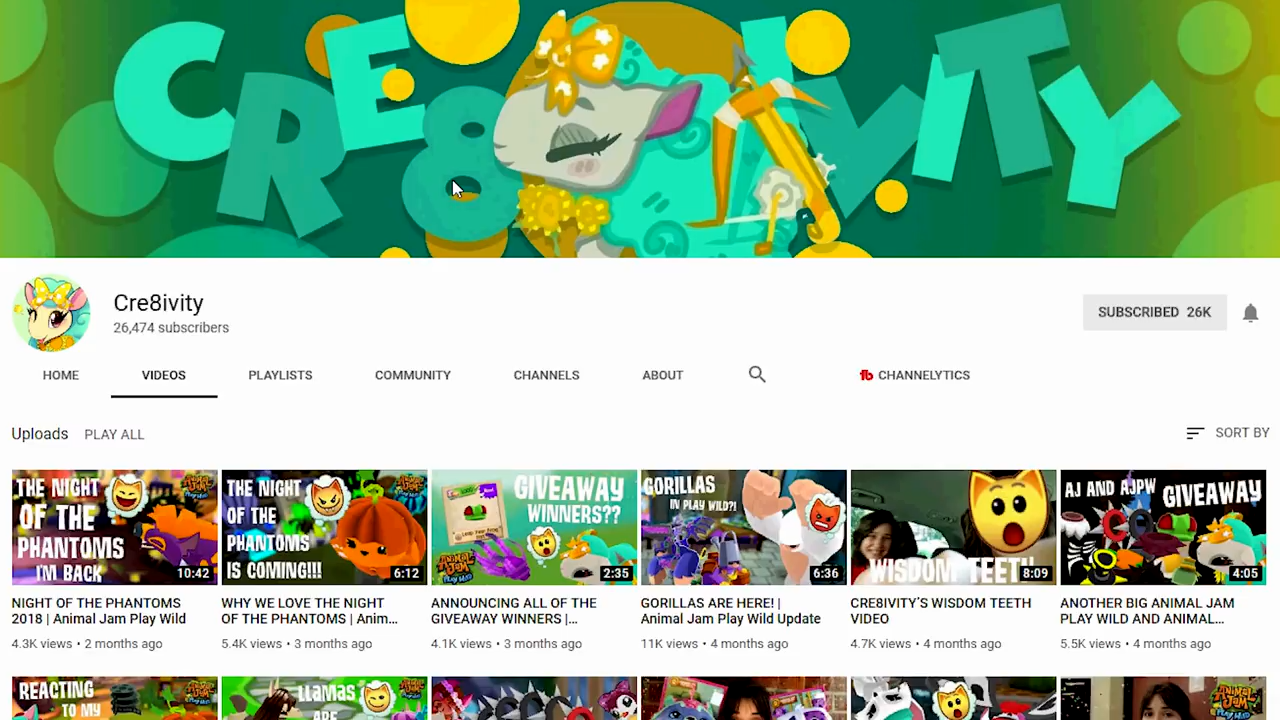 CRE8IVITY
Cre8ivity
26,474 subscribers
SUBSCRIBED 26K
HOME
VIDEOS
PLAYLISTS
COMMUNITY
CHANNELS
ABOUT
CHANNELYTICS
Uploads
PLAY ALL
SORT BY
THE NIGHT
OF THE
PHANTOMS
I'M BACK
10:42
THE NIGHT
OF THE
PHANTOMS
IS COMING!!!
6:12
GIVEAWAY
WINNERS??
2:35
GORILLAS
IN PLAY WILD?!
6:36
WISDOM TEETH
8:09
AJ AND AJPW GIVEAWAY
4:05
NIGHT OF THE PHANTOMS
2018 | Animal Jam Play Wild
4.3K views • 2 months ago
WHY WE LOVE THE NIGHT
OF THE PHANTOMS | Anim...
5.4K views • 3 months ago
ANNOUNCING ALL OF THE
GIVEAWAY WINNERS |...
4.1K views • 3 months ago
GORILLAS ARE HERE! |
Animal Jam Play Wild Update
11K views • 4 months ago
CRE8IVITY'S WISDOM TEETH
VIDEO
4.7K views • 4 months ago
ANOTHER BIG ANIMAL JAM
PLAY WILD AND ANIMAL...
5.5K views • 4 months ago
REACTING
TO MY
LLAMAS
ARE
ANIMAL JAM